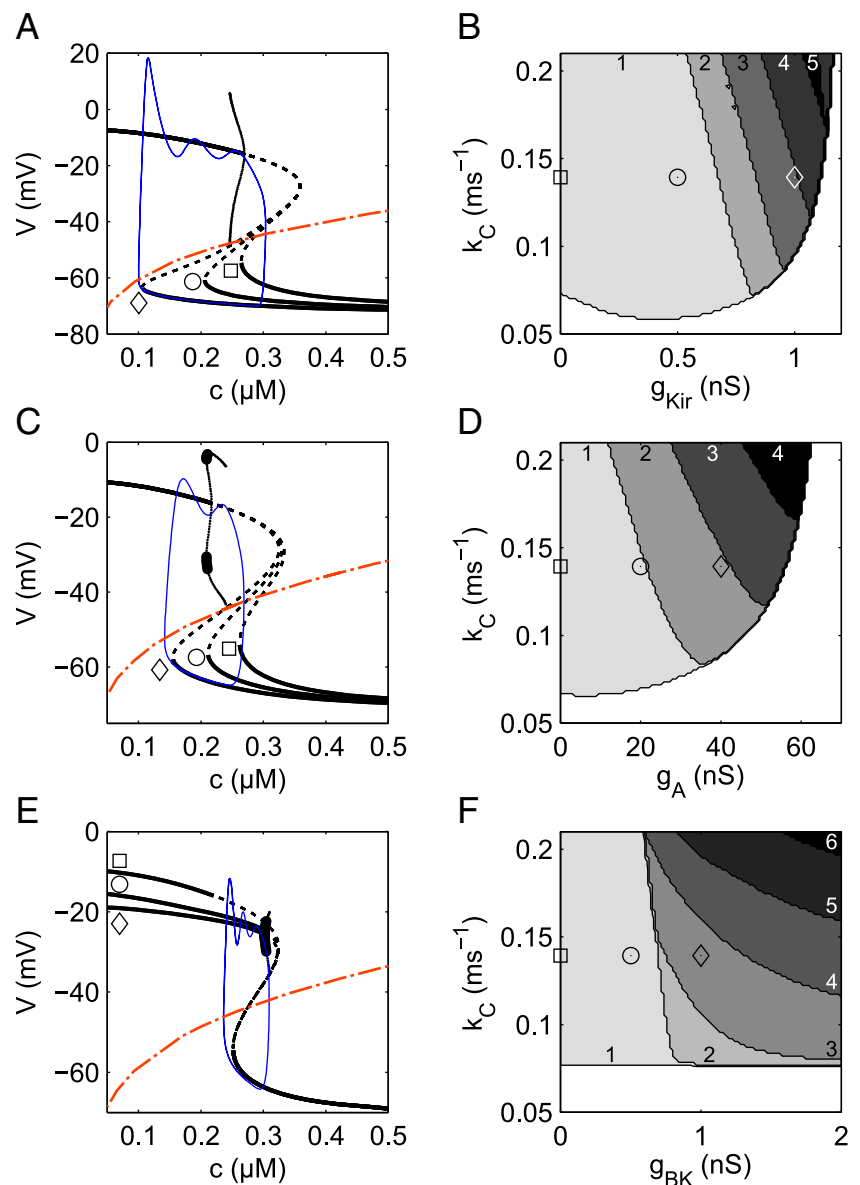 A
V (mV)
20
0
−20
−40
−60
−80
0.1 0.2 0.3 0.4 0.5
c (μM)
B
k_C (ms⁻¹)
0.2
0.15
0.1
0.05
1 2 3 4 5
0 0.5 1
g_Kir (nS)
C
V (mV)
0
−20
−40
−60
0.1 0.2 0.3 0.4 0.5
c (μM)
D
k_C (ms⁻¹)
0.2
0.15
0.1
0.05
1 2 3 4
0 20 40 60
g_A (nS)
E
V (mV)
0
−20
−40
−60
0.1 0.2 0.3 0.4 0.5
c (μM)
F
k_C (ms⁻¹)
0.2
0.15
0.1
0.05
6
5
4
1 2 3
0 1 2
g_BK (nS)